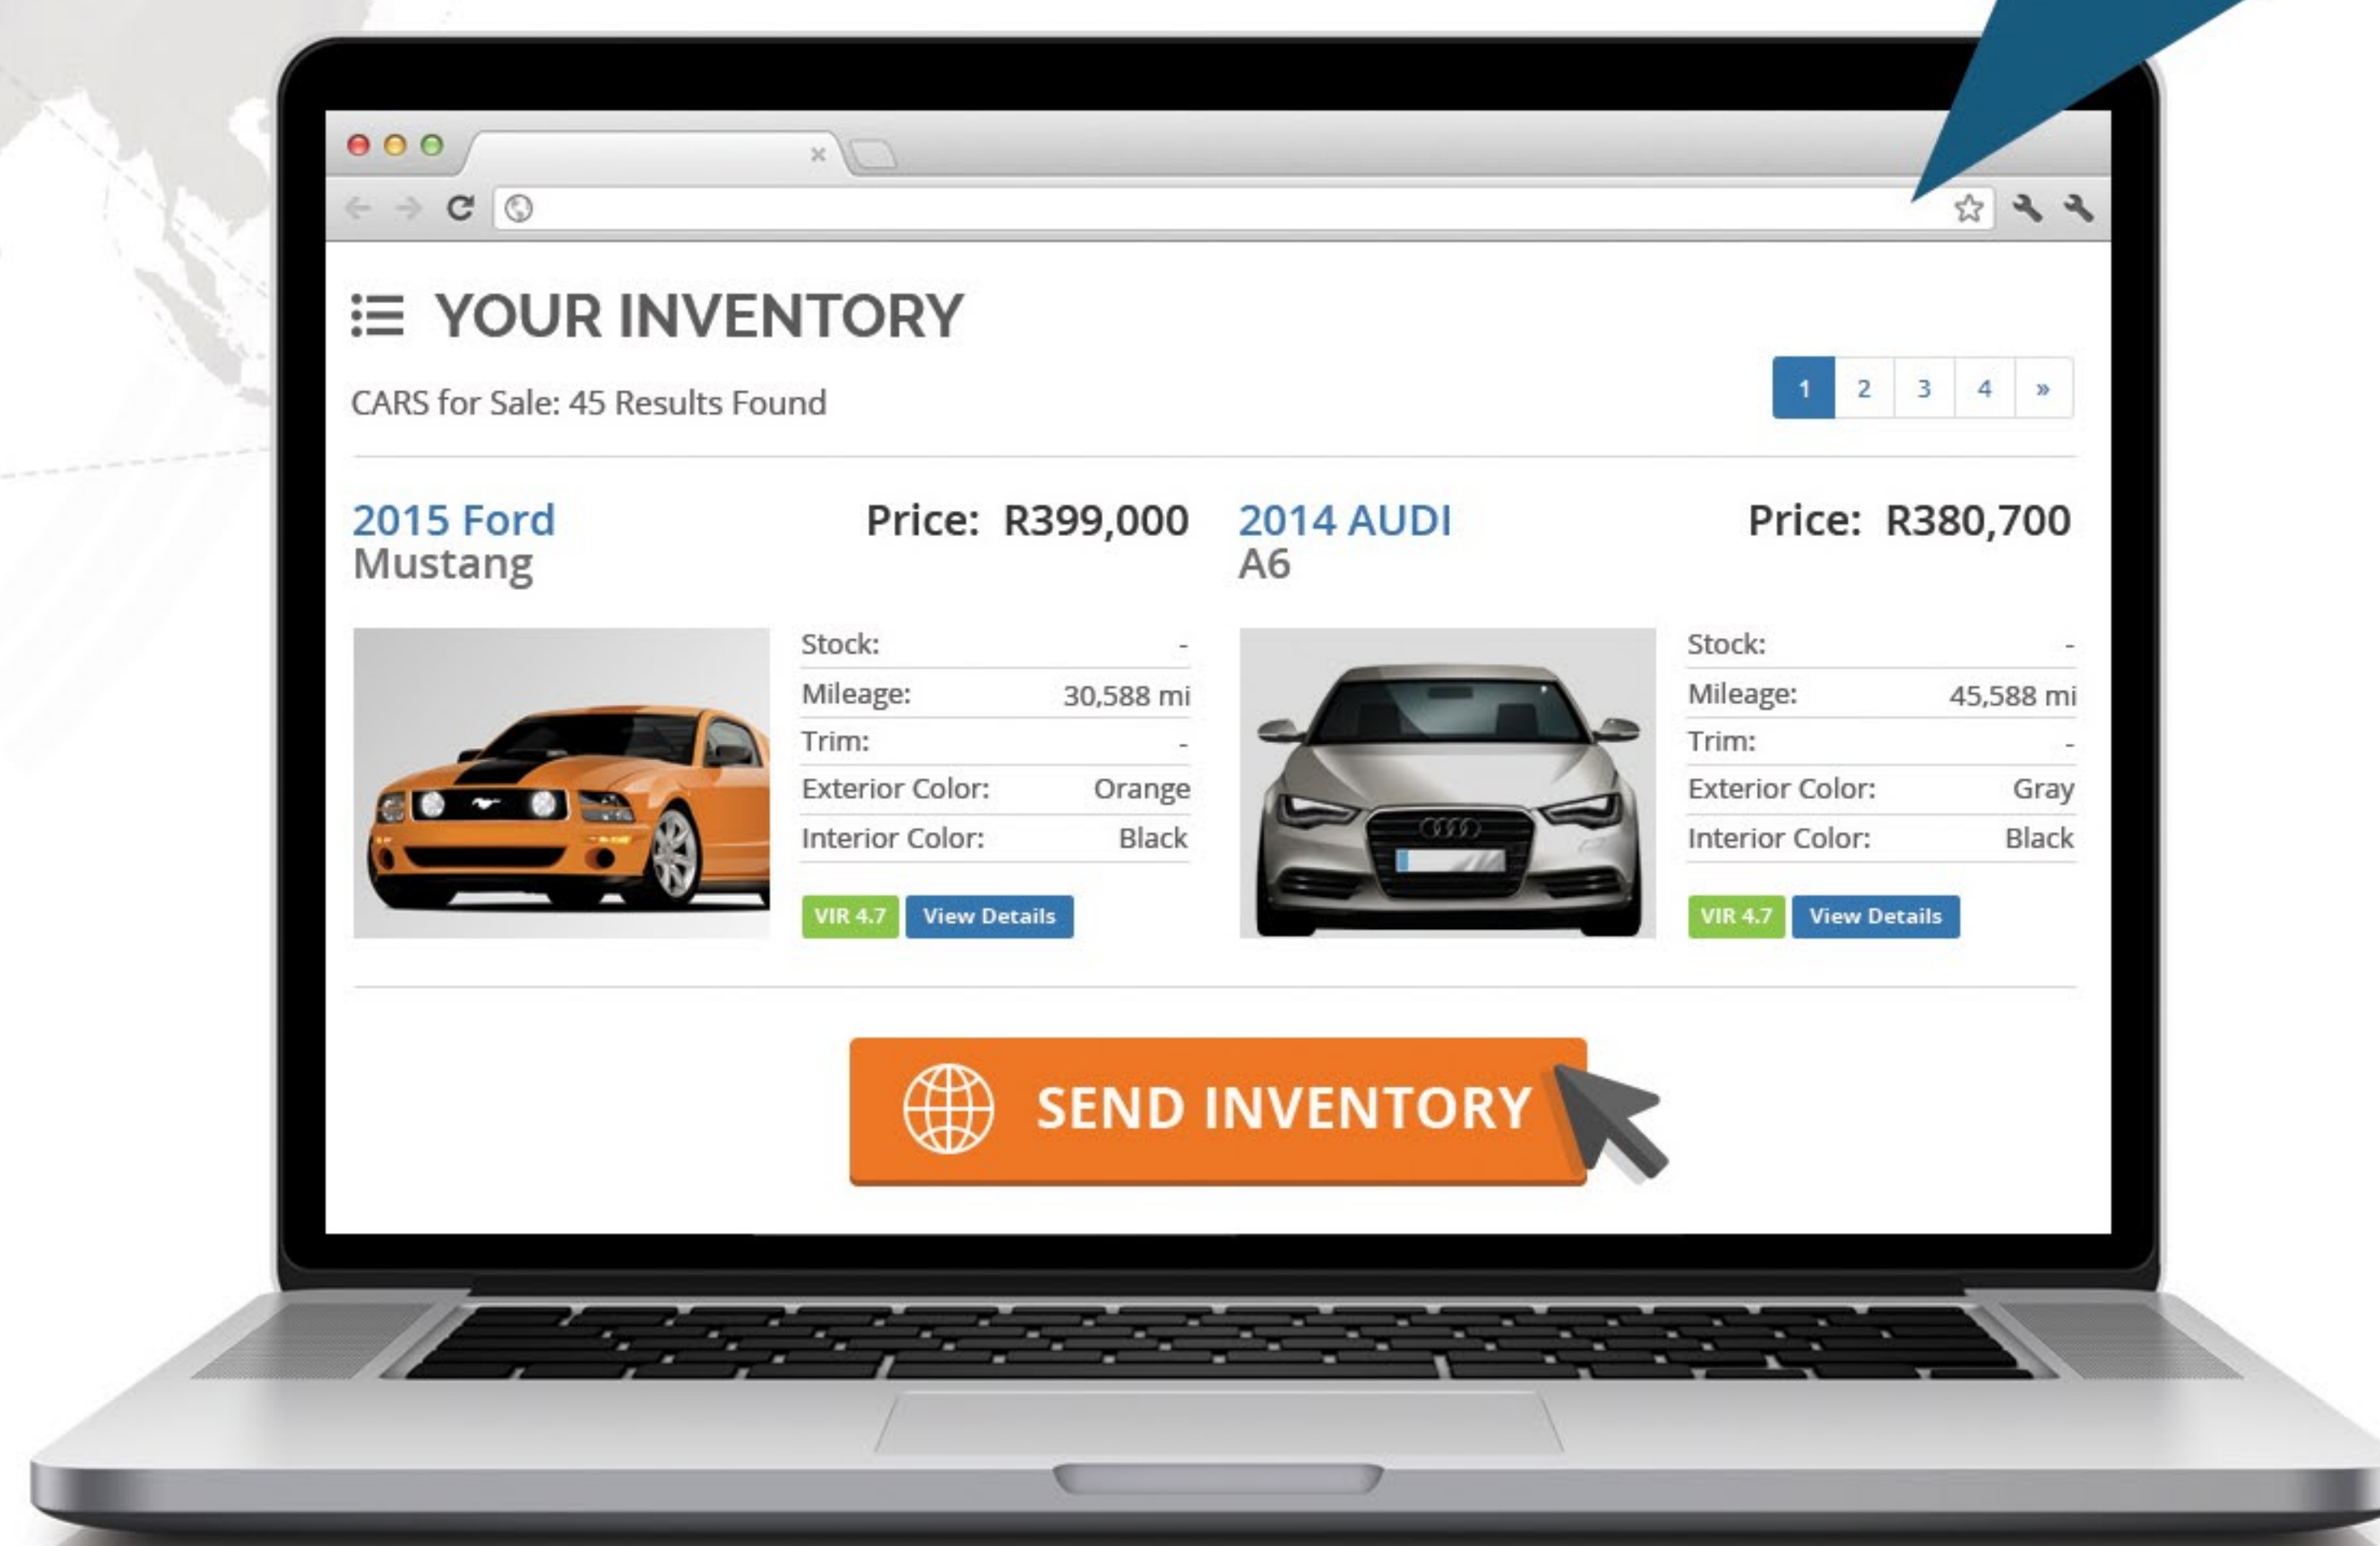 YOUR INVENTORY
CARS for Sale: 45 Results Found
1 2 3 4 »
2015 Ford
Mustang
Price: R399,000
Stock: -
Mileage: 30,588 mi
Trim: -
Exterior Color: Orange
Interior Color: Black
VIR 4.7 View Details
2014 AUDI
A6
Price: R380,700
Stock: -
Mileage: 45,588 mi
Trim: -
Exterior Color: Gray
Interior Color: Black
VIR 4.7 View Details
SEND INVENTORY